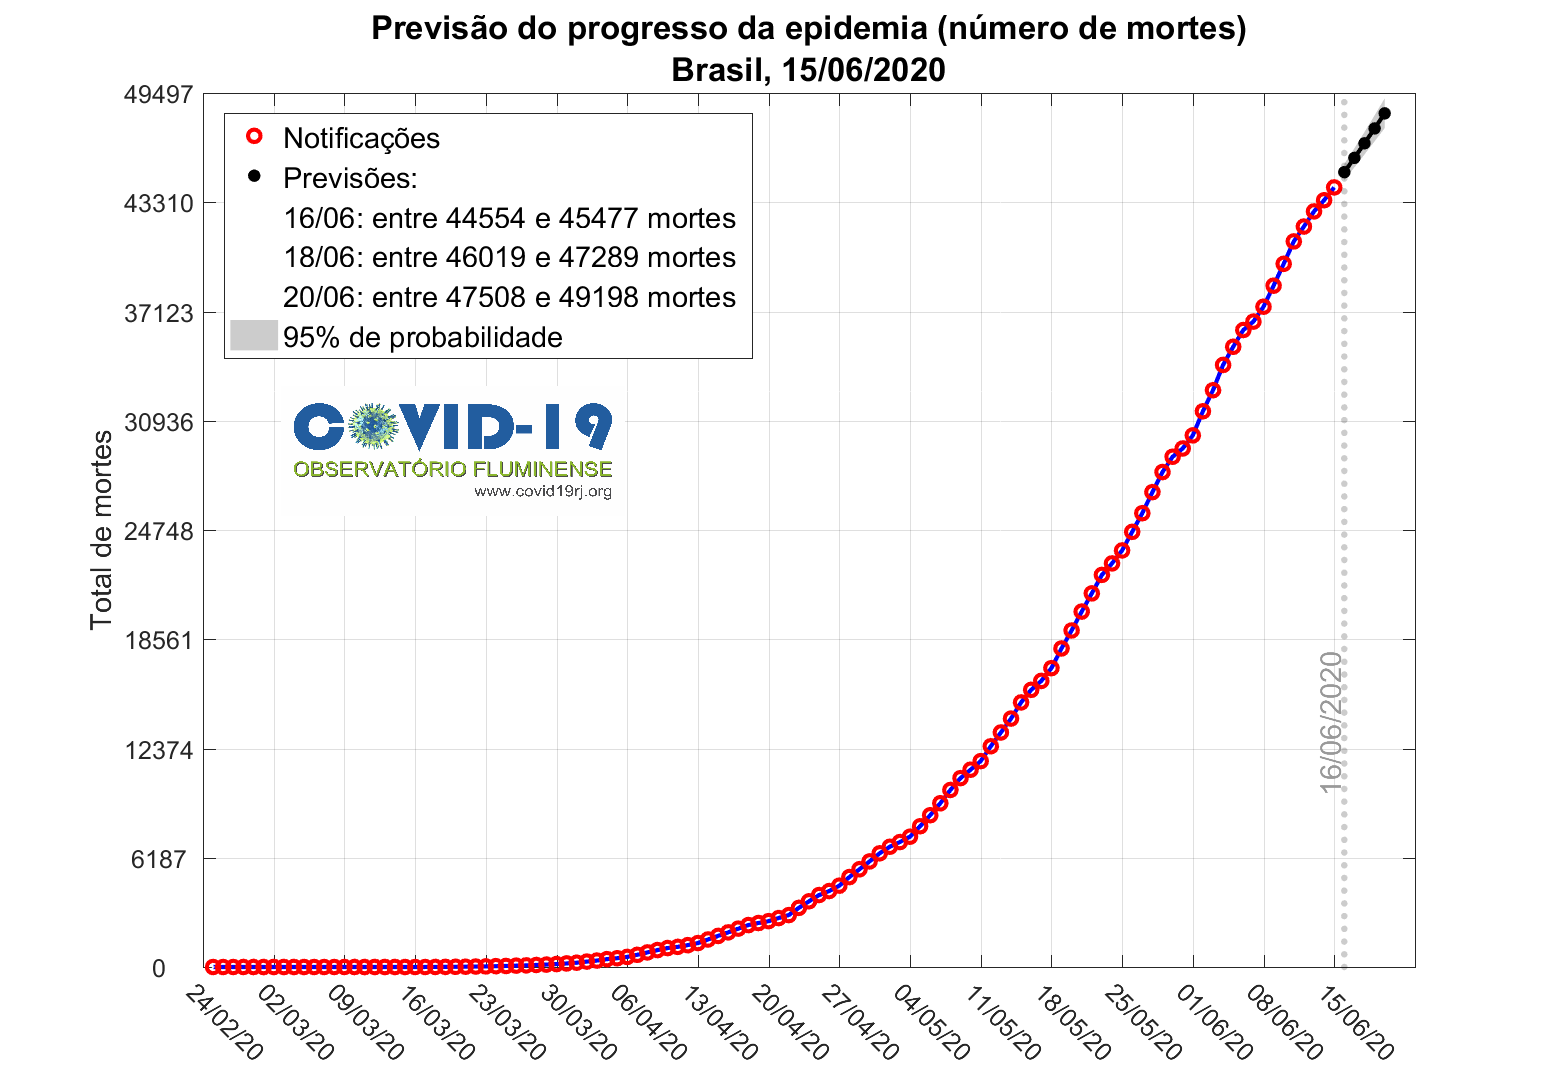 Previsão do progresso da epidemia (número de mortes)
Brasil, 15/06/2020
49497
43310
37123
30936
24748
18561
12374
6187
0
Total de mortes
Notificações
Previsões:
16/06: entre 44554 e 45477 mortes
18/06: entre 46019 e 47289 mortes
20/06: entre 47508 e 49198 mortes
95% de probabilidade
COVID-19
OBSERVATÓRIO FLUMINENSE
www.covid19rj.org
16/06/2020
24/02/20
02/03/20
09/03/20
16/03/20
23/03/20
30/03/20
06/04/20
13/04/20
20/04/20
27/04/20
04/05/20
11/05/20
18/05/20
25/05/20
01/06/20
08/06/20
15/06/20